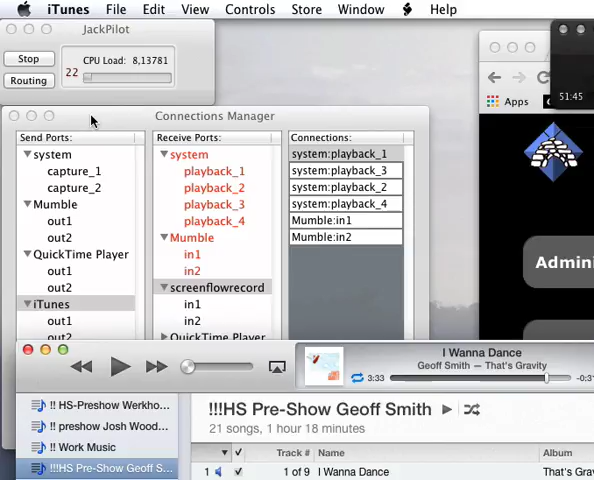 iTunes File Edit View Controls Store Window Help
JackPilot
Stop
Routing
22
CPU Load: 8,13781
51:45
Apps
Connections Manager
Send Ports:
system
capture_1
capture_2
Mumble
out1
out2
QuickTime Player
out1
out2
iTunes
out1
out2
Receive Ports:
system
playback_1
playback_2
playback_3
playback_4
Mumble
in1
in2
screenflowrecord
in1
in2
QuickTime Player
Connections:
system:playback_1
system:playback_3
system:playback_2
system:playback_4
Mumble:in1
Mumble:in2
Admini
I Wanna Dance
Geoff Smith — That's Gravity
3:33
-0:3
!! HS-Preshow Werkho...
!! preshow Josh Wood...
!! Work Music
!!!HS Pre-Show Geoff S...
!!!HS Pre-Show Geoff Smith
21 songs, 1 hour 18 minutes
Track # Name Album
1 1 of 9 I Wanna Dance That's Gra